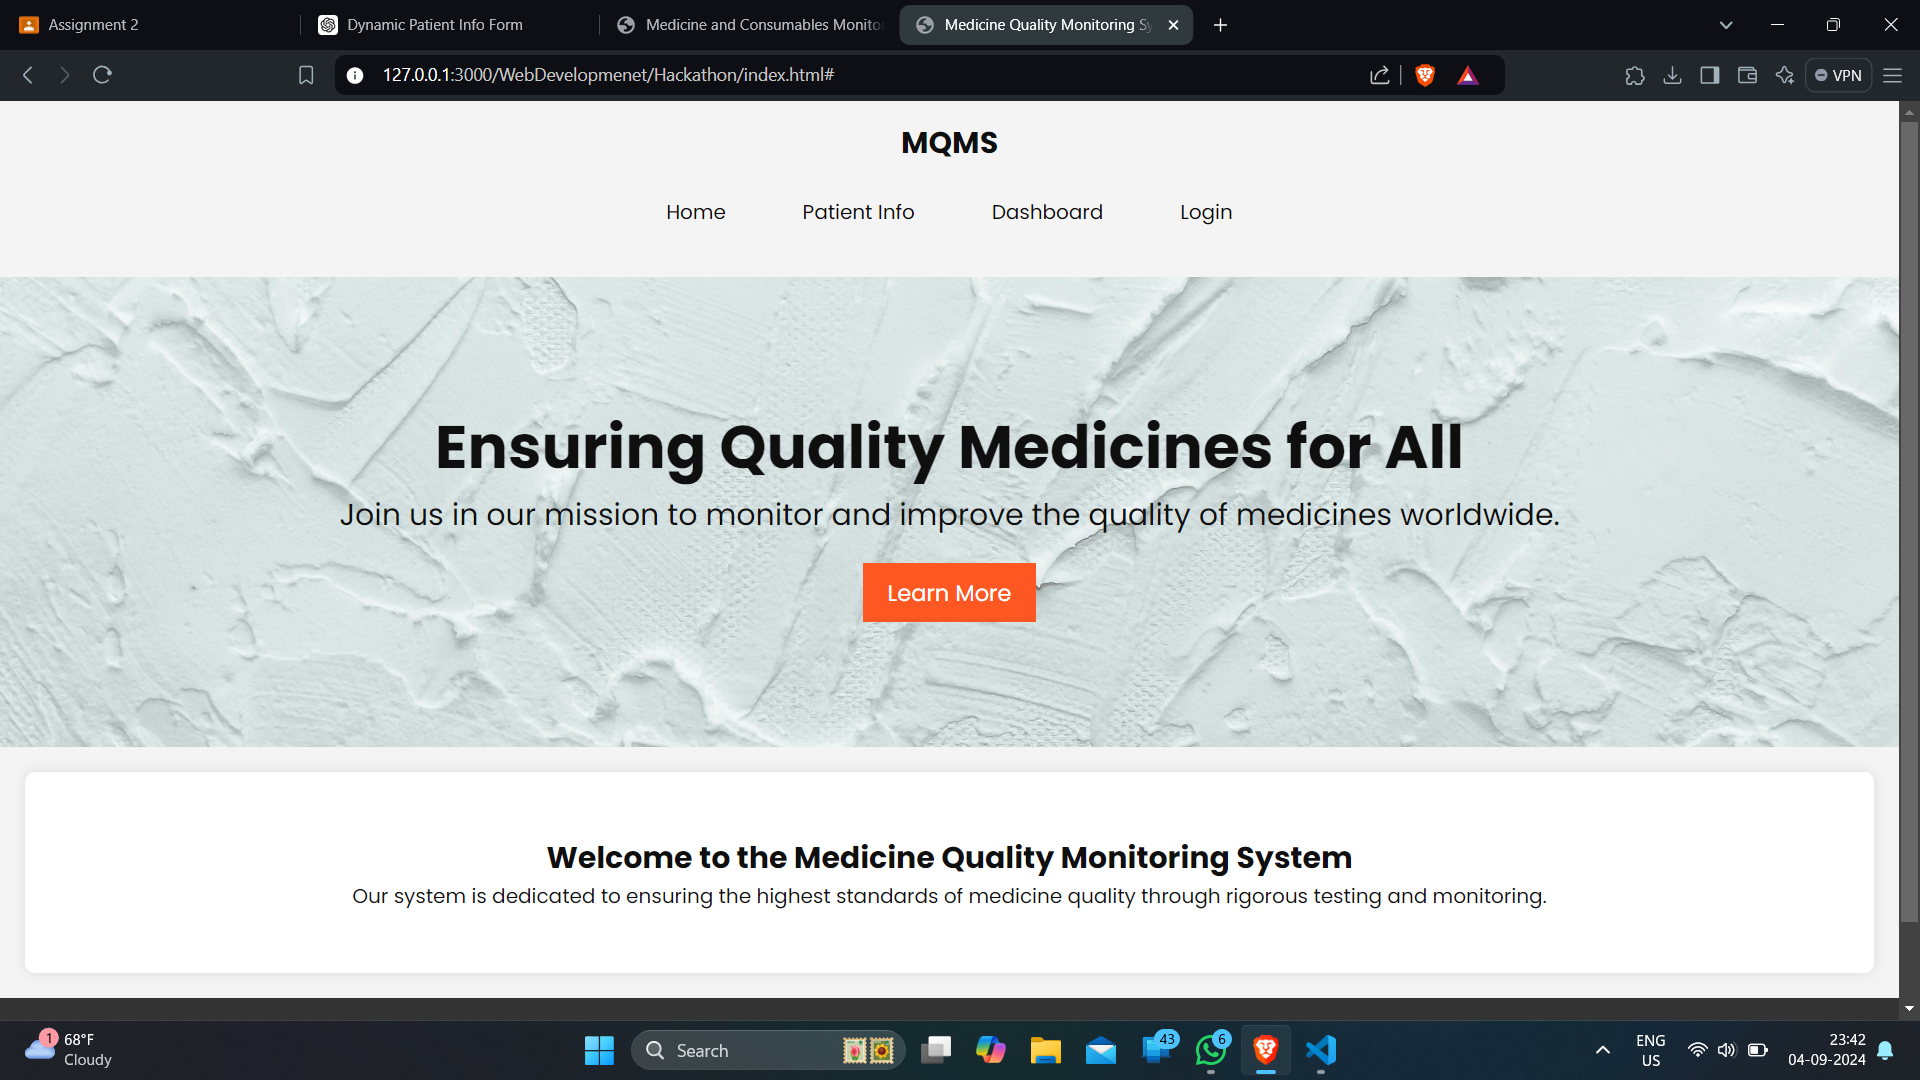 Assignment 2
Dynamic Patient Info Form
Medicine and Consumables Monito
Medicine Quality Monitoring Sy
127.0.0.1:3000/WebDevelopmenet/Hackathon/index.html#
VPN
MQMS
Home Patient Info Dashboard Login
Ensuring Quality Medicines for All
Join us in our mission to monitor and improve the quality of medicines worldwide.
Learn More
Welcome to the Medicine Quality Monitoring System
Our system is dedicated to ensuring the highest standards of medicine quality through rigorous testing and monitoring.
1
68°F
Cloudy
Search
43
6
ENG
US
23:42
04-09-2024